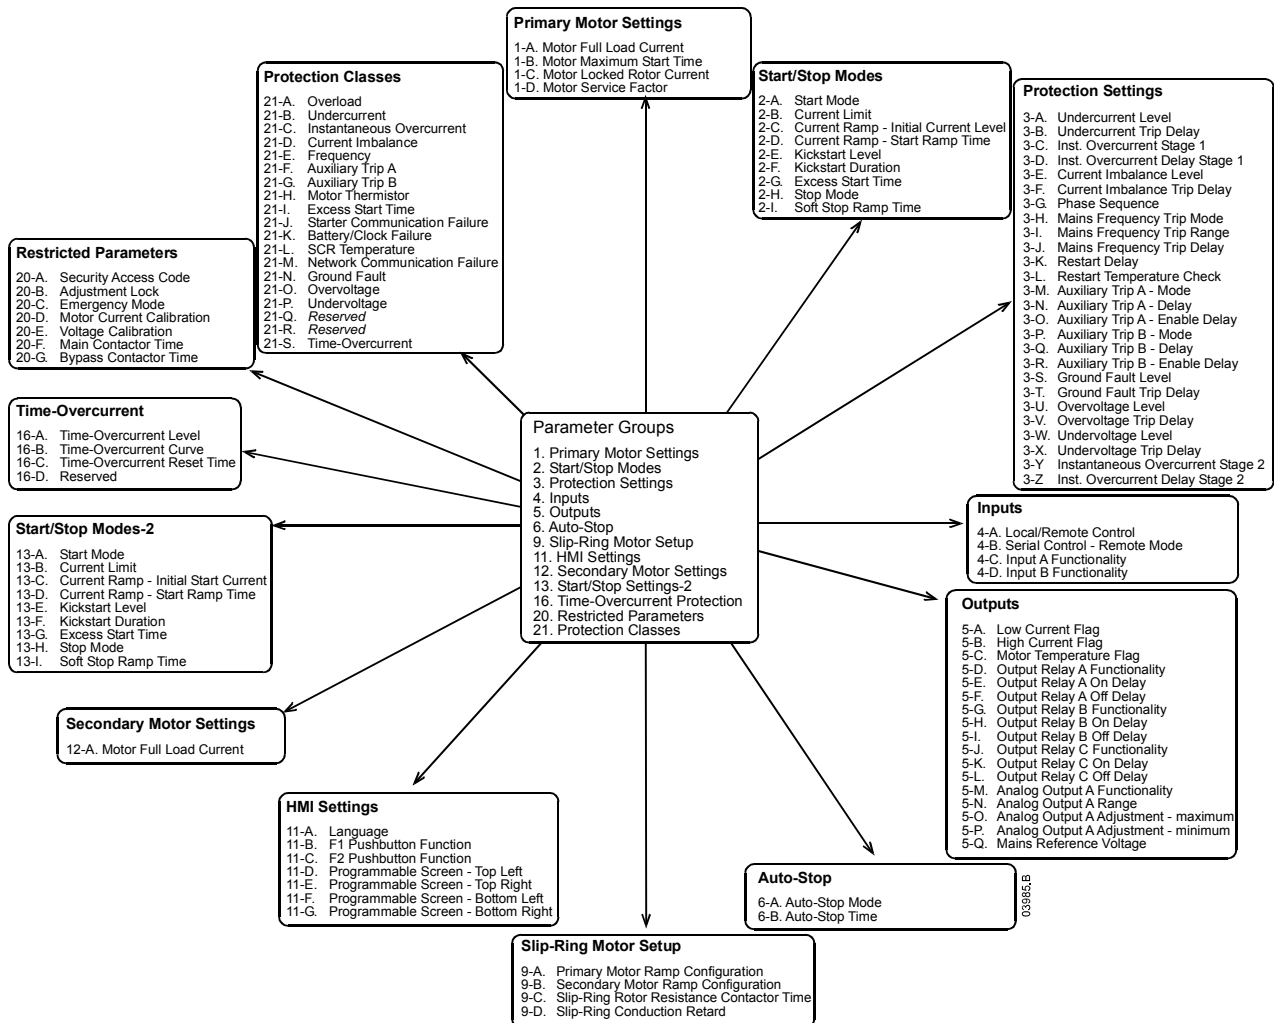 Primary Motor Settings
1-A. Motor Full Load Current
1-B. Motor Maximum Start Time
1-C. Motor Locked Rotor Current
1-D. Motor Service Factor
Protection Classes
21-A. Overload
21-B. Undercurrent
21-C. Instantaneous Overcurrent
21-D. Current Imbalance
21-E. Frequency
21-F. Auxiliary Trip A
21-G. Auxiliary Trip B
21-H. Motor Thermistor
21-I. Excess Start Time
21-J. Starter Communication Failure
21-K. Battery/Clock Failure
21-L. SCR Temperature
21-M. Network Communication Failure
21-N. Ground Fault
21-O. Overvoltage
21-P. Undervoltage
21-Q. Reserved
21-R. Reserved
21-S. Time-Overcurrent
Start/Stop Modes
2-A. Start Mode
2-B. Current Limit
2-C. Current Ramp - Initial Current Level
2-D. Current Ramp - Start Ramp Time
2-E. Kickstart Level
2-F. Kickstart Duration
2-G. Excess Start Time
2-H. Stop Mode
2-I. Soft Stop Ramp Time
Protection Settings
3-A. Undercurrent Level
3-B. Undercurrent Trip Delay
3-C. Inst. Overcurrent Stage 1
3-D. Inst. Overcurrent Delay Stage 1
3-E. Current Imbalance Level
3-F. Current Imbalance Trip Delay
3-G. Phase Sequence
3-H. Mains Frequency Trip Mode
3-I. Mains Frequency Trip Range
3-J. Mains Frequency Trip Delay
3-K. Restart Delay
3-L. Restart Temperature Check
3-M. Auxiliary Trip A - Mode
3-N. Auxiliary Trip A - Delay
3-O. Auxiliary Trip A - Enable Delay
3-P. Auxiliary Trip B - Mode
3-Q. Auxiliary Trip B - Delay
3-R. Auxiliary Trip B - Enable Delay
3-S. Ground Fault Level
3-T. Ground Fault Trip Delay
3-U. Overvoltage Level
3-V. Overvoltage Trip Delay
3-W. Undervoltage Level
3-X. Undervoltage Trip Delay
3-Y Instantaneous Overcurrent Stage 2
3-Z Inst. Overcurrent Delay Stage 2
Restricted Parameters
20-A. Security Access Code
20-B. Adjustment Lock
20-C. Emergency Mode
20-D. Motor Current Calibration
20-E. Voltage Calibration
20-F. Main Contactor Time
20-G. Bypass Contactor Time
Time-Overcurrent
16-A. Time-Overcurrent Level
16-B. Time-Overcurrent Curve
16-C. Time-Overcurrent Reset Time
16-D. Reserved
Parameter Groups
1. Primary Motor Settings
2. Start/Stop Modes
3. Protection Settings
4. Inputs
5. Outputs
6. Auto-Stop
9. Slip-Ring Motor Setup
11. HMI Settings
12. Secondary Motor Settings
13. Start/Stop Settings-2
16. Time-Overcurrent Protection
20. Restricted Parameters
21. Protection Classes
Inputs
4-A. Local/Remote Control
4-B. Serial Control - Remote Mode
4-C. Input A Functionality
4-D. Input B Functionality
Start/Stop Modes-2
13-A. Start Mode
13-B. Current Limit
13-C. Current Ramp - Initial Start Current
13-D. Current Ramp - Start Ramp Time
13-E. Kickstart Level
13-F. Kickstart Duration
13-G. Excess Start Time
13-H. Stop Mode
13-I. Soft Stop Ramp Time
Outputs
5-A. Low Current Flag
5-B. High Current Flag
5-C. Motor Temperature Flag
5-D. Output Relay A Functionality
5-E. Output Relay A On Delay
5-F. Output Relay A Off Delay
5-G. Output Relay B Functionality
5-H. Output Relay B On Delay
5-I. Output Relay B Off Delay
5-J. Output Relay C Functionality
5-K. Output Relay C On Delay
5-L. Output Relay C Off Delay
5-M. Analog Output A Functionality
5-N. Analog Output A Range
5-O. Analog Output A Adjustment - maximum
5-P. Analog Output A Adjustment - minimum
5-Q. Mains Reference Voltage
Secondary Motor Settings
12-A. Motor Full Load Current
HMI Settings
11-A. Language
11-B. F1 Pushbutton Function
11-C. F2 Pushbutton Function
11-D. Programmable Screen - Top Left
11-E. Programmable Screen - Top Right
11-F. Programmable Screen - Bottom Left
11-G. Programmable Screen - Bottom Right
Auto-Stop
6-A. Auto-Stop Mode
6-B. Auto-Stop Time
03985.B
Slip-Ring Motor Setup
9-A. Primary Motor Ramp Configuration
9-B. Secondary Motor Ramp Configuration
9-C. Slip-Ring Rotor Resistance Contactor Time
9-D. Slip-Ring Conduction Retard